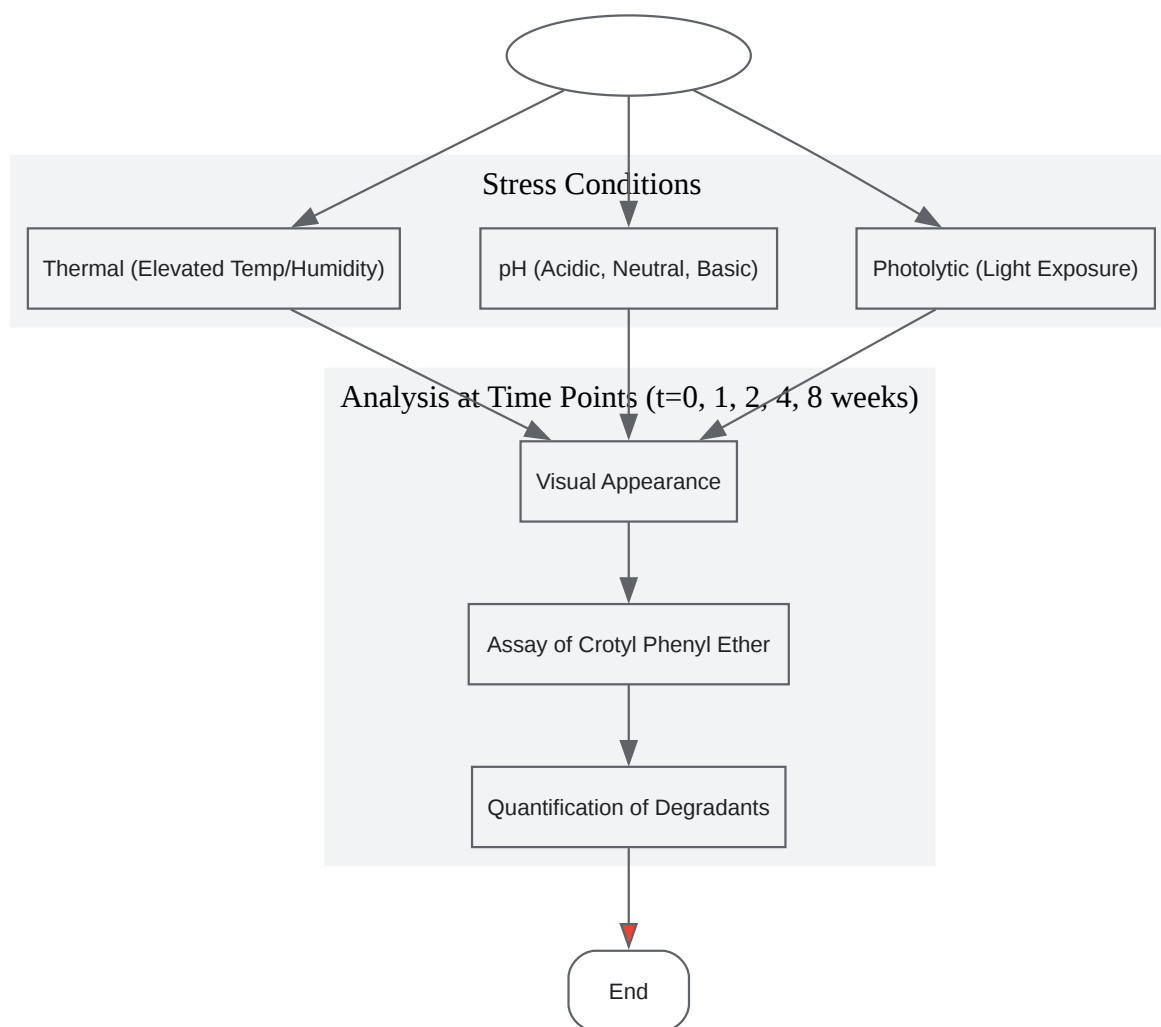 Stress Conditions
Thermal (Elevated Temp/Humidity)
pH (Acidic, Neutral, Basic)
Photolytic (Light Exposure)
Analysis at Time Points (t=0, 1, 2, 4, 8 weeks)
Visual Appearance
Assay of Crotyl Phenyl Ether
Quantification of Degradants
End